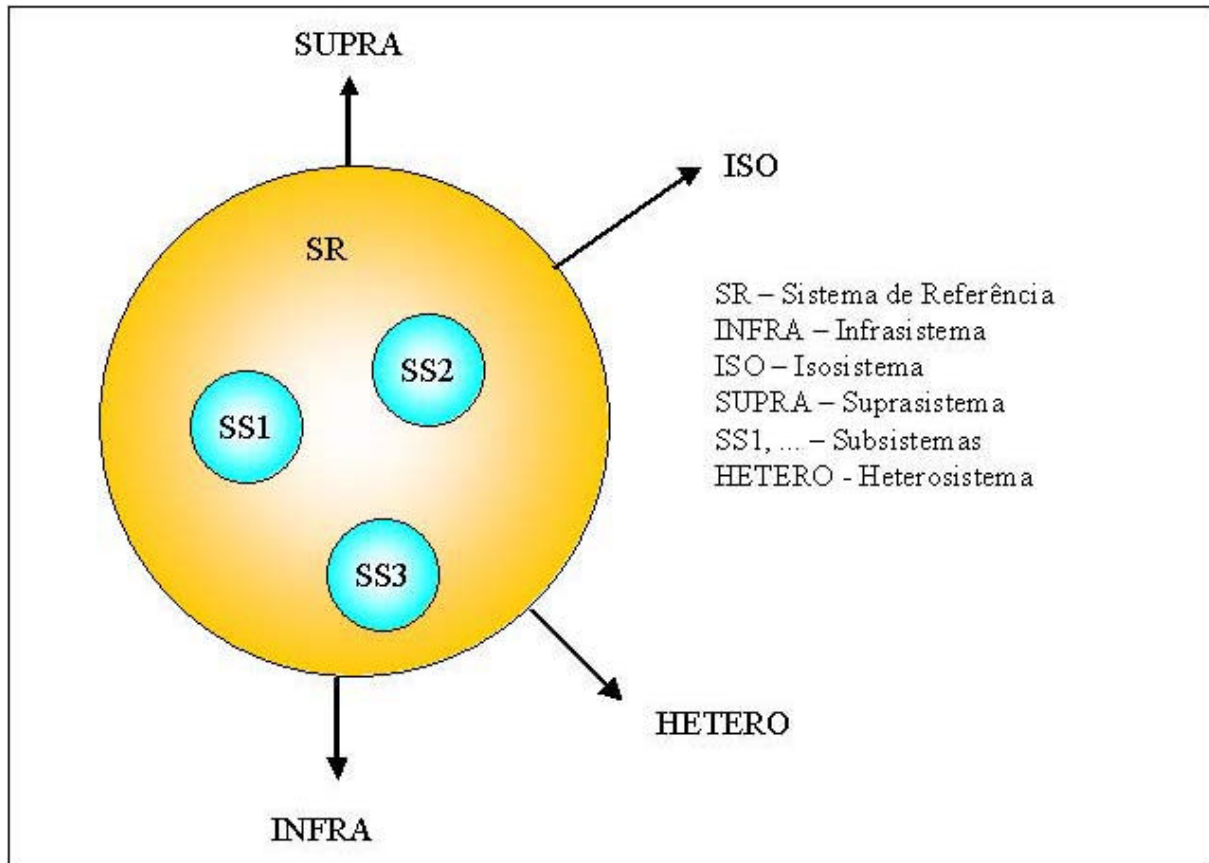 SUPRA
ISO
SR
SS2
SS1
SS3
SR – Sistema de Referência
INFRA – Infrasistema
ISO – Isosistema
SUPRA – Suprasistema
SS1, ... – Subsistemas
HETERO - Heterosistema
HETERO
INFRA